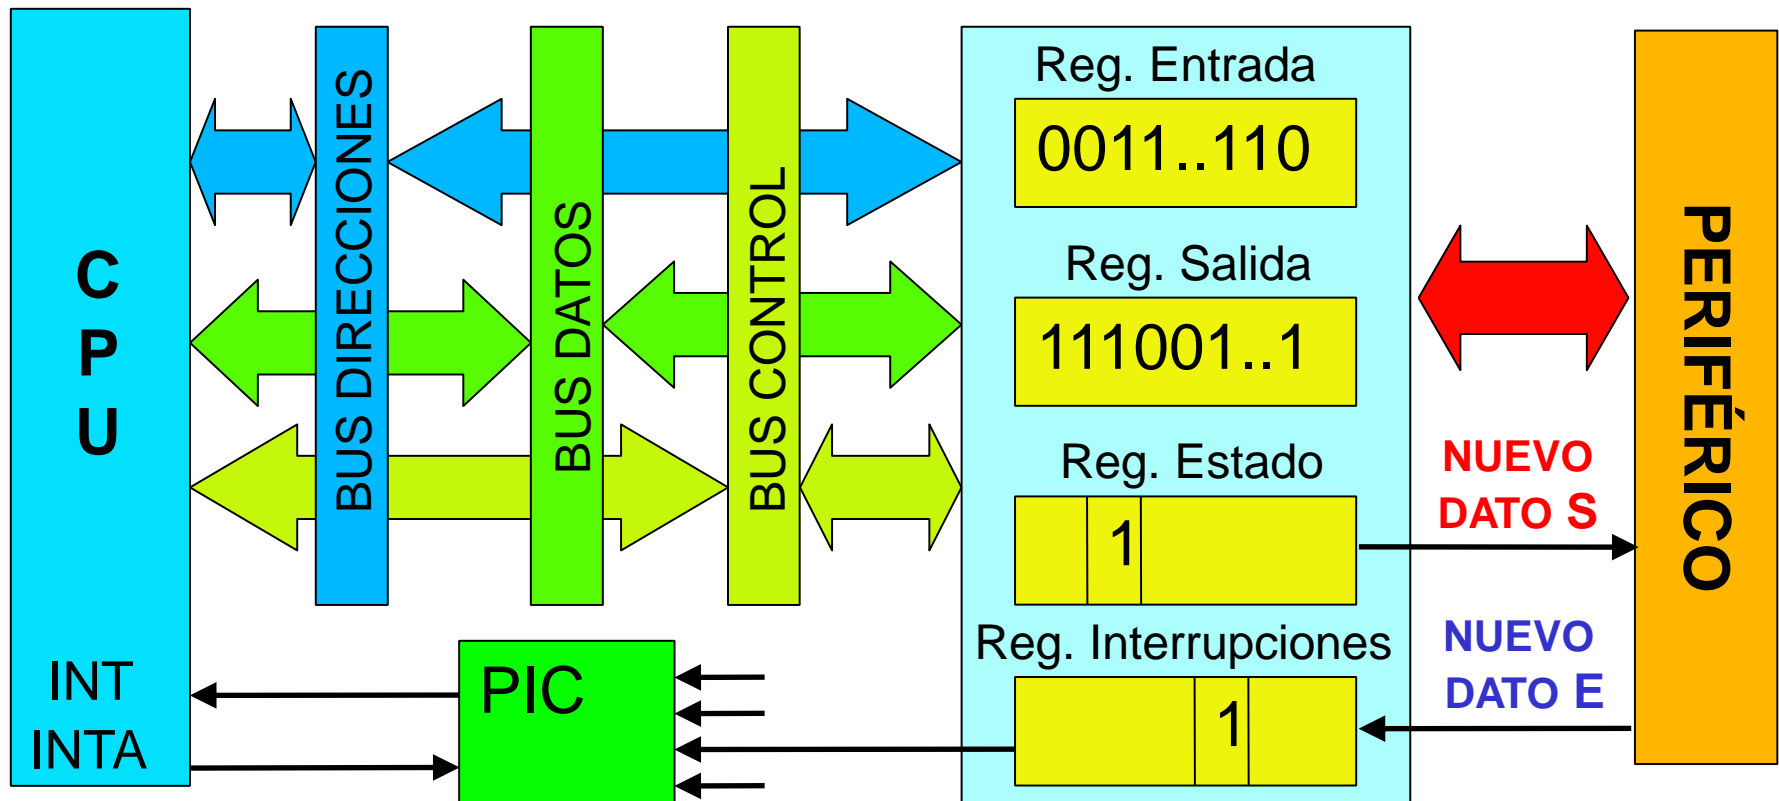 C
P
U
INT
INTA
BUS DIRECCIONES
BUS DATOS
BUS CONTROL
PIC
Reg. Entrada
0011..110
Reg. Salida
111001..1
Reg. Estado
1
Reg. Interrupciones
1
NUEVO
DATO S
NUEVO
DATO E
PERIFÉRICO